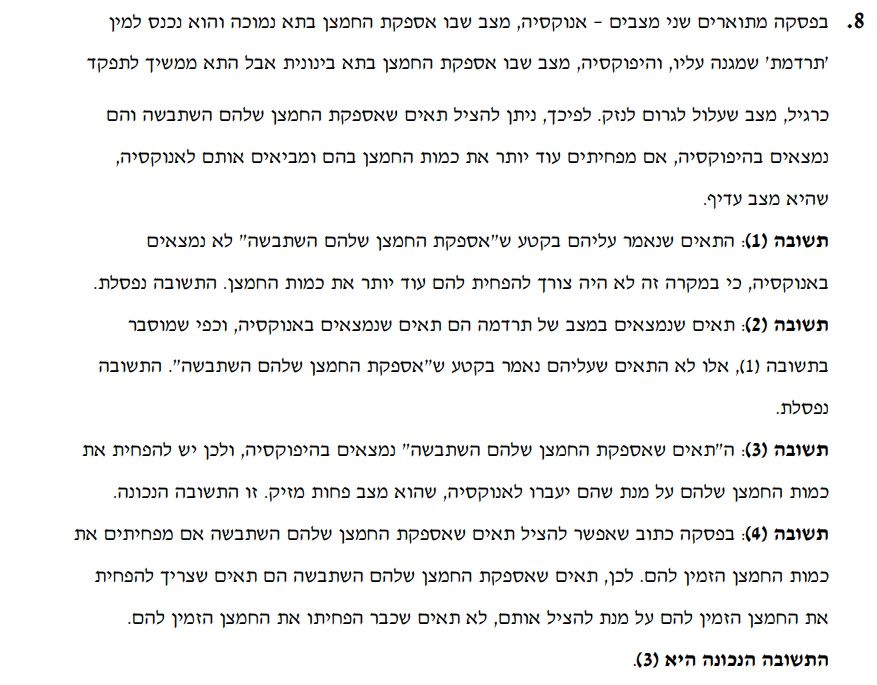 8. בפסקה מתוארים שני מצבים – אנוקסיה, מצב שבו אספקת החמצן בתא נמוכה והוא נכנס למין
'תרדמת' שמגנה עליו, והיפוקסיה, מצב שבו אספקת החמצן בתא בינונית אבל התא ממשיך לתפקד
כרגיל, מצב שעלול לגרום לנזק. לפיכך, ניתן להציל תאים שאספקת החמצן שלהם השתבשה והם
נמצאים בהיפוקסיה, אם מפחיתים עוד יותר את כמות החמצן בהם ומביאים אותם לאנוקסיה,
שהיא מצב עדיף.
תשובה (1): התאים שנאמר עליהם בקטע ש"אספקת החמצן שלהם השתבשה" לא נמצאים
באנוקסיה, כי במקרה זה לא היה צורך להפחית להם עוד יותר את כמות החמצן. התשובה נפסלת.
תשובה (2): תאים שנמצאים במצב של תרדמה הם תאים שנמצאים באנוקסיה, וכפי שמוסבר
בתשובה (1), אלו לא התאים שעליהם נאמר בקטע ש"אספקת החמצן שלהם השתבשה". התשובה
נפסלת.
תשובה (3): ה"תאים שאספקת החמצן שלהם השתבשה" נמצאים בהיפוקסיה, ולכן יש להפחית את
כמות החמצן שלהם על מנת שהם יעברו לאנוקסיה, שהוא מצב פחות מזיק. זו התשובה הנכונה.
תשובה (4): בפסקה כתוב שאפשר להציל תאים שאספקת החמצן שלהם השתבשה אם מפחיתים את
כמות החמצן הזמין להם. לכן, תאים שאספקת החמצן שלהם השתבשה הם תאים שצריך להפחית
את החמצן הזמין להם על מנת להציל אותם, לא תאים שכבר הפחיתו את החמצן הזמין להם.
התשובה הנכונה היא (3).